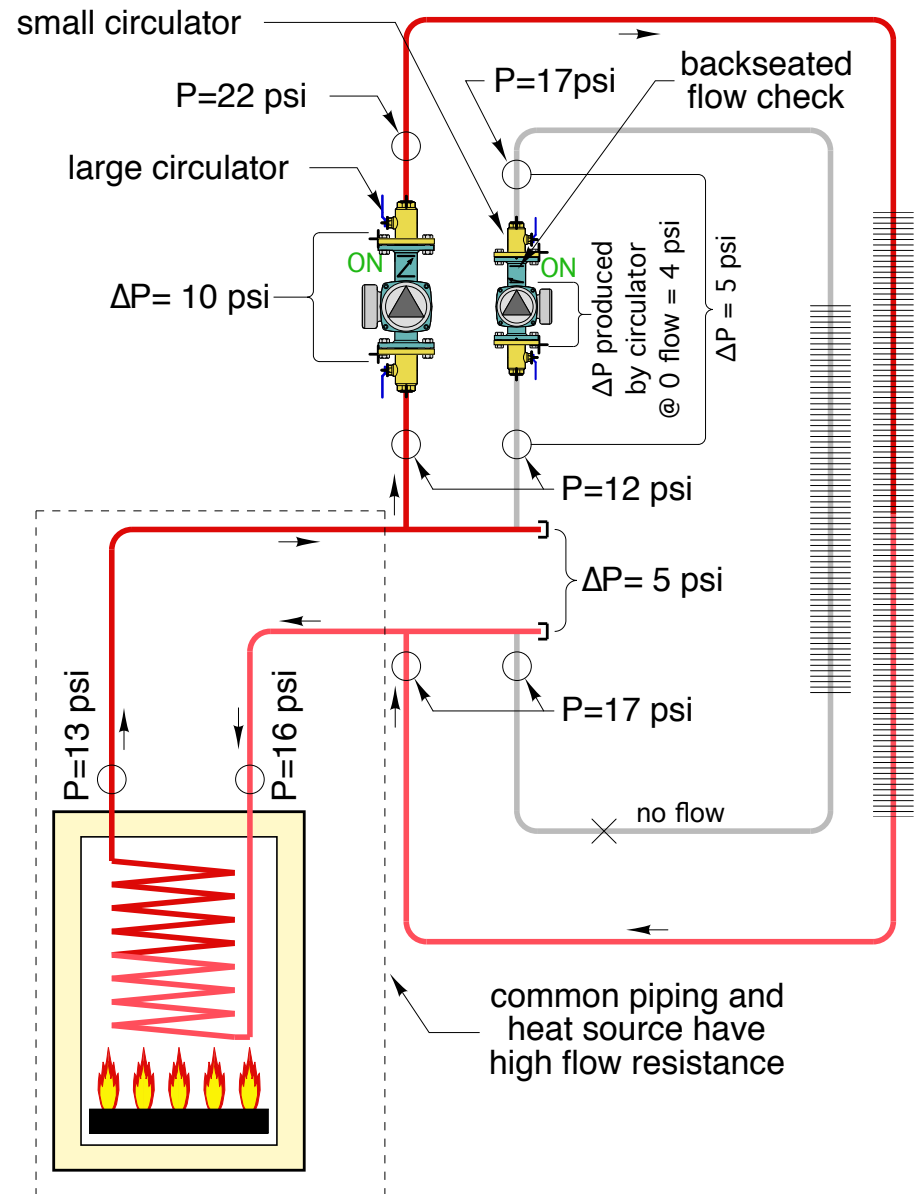 small circulator
P=22 psi
P=17psi
backseated
flow check
large circulator
ON
ON
ΔP= 10 psi
ΔP produced
by circulator
@ 0 flow = 4 psi
ΔP = 5 psi
P=12 psi
ΔP= 5 psi
P=17 psi
P=13 psi
P=16 psi
no flow
common piping and
heat source have
high flow resistance